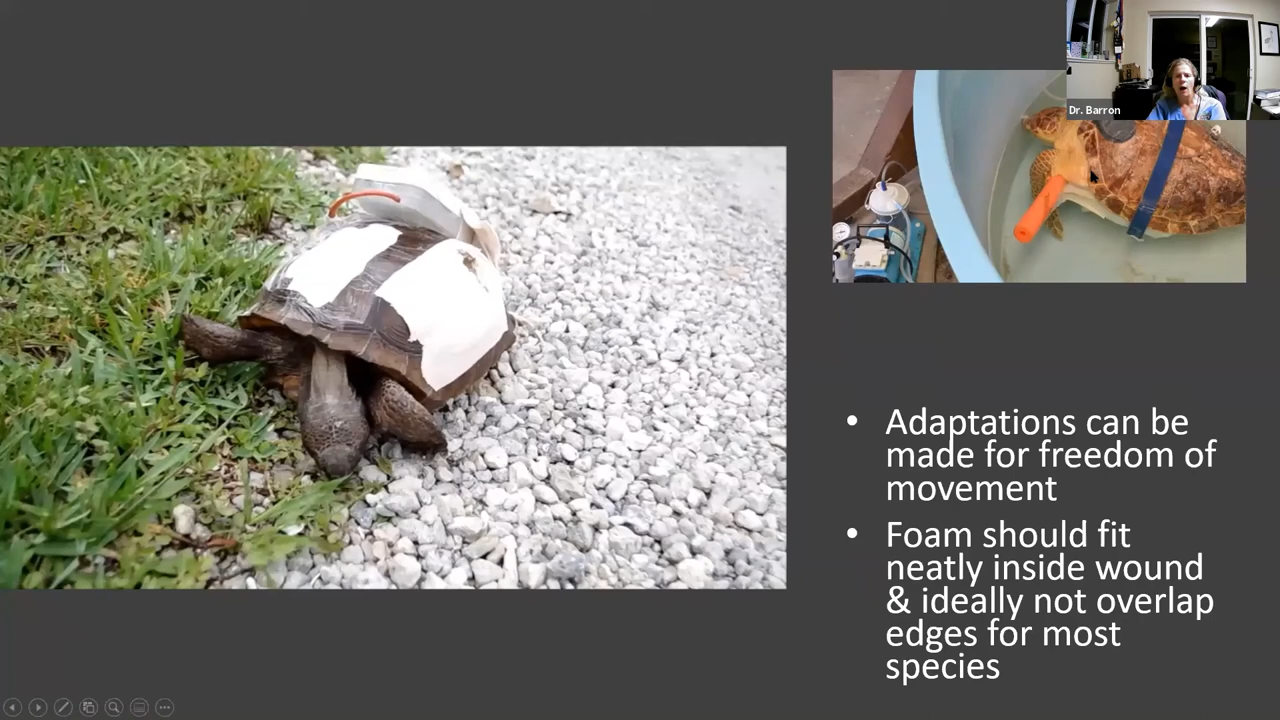 Dr. Barron
• Adaptations can be
made for freedom of
movement
• Foam should fit
neatly inside wound
& ideally not overlap
edges for most
species